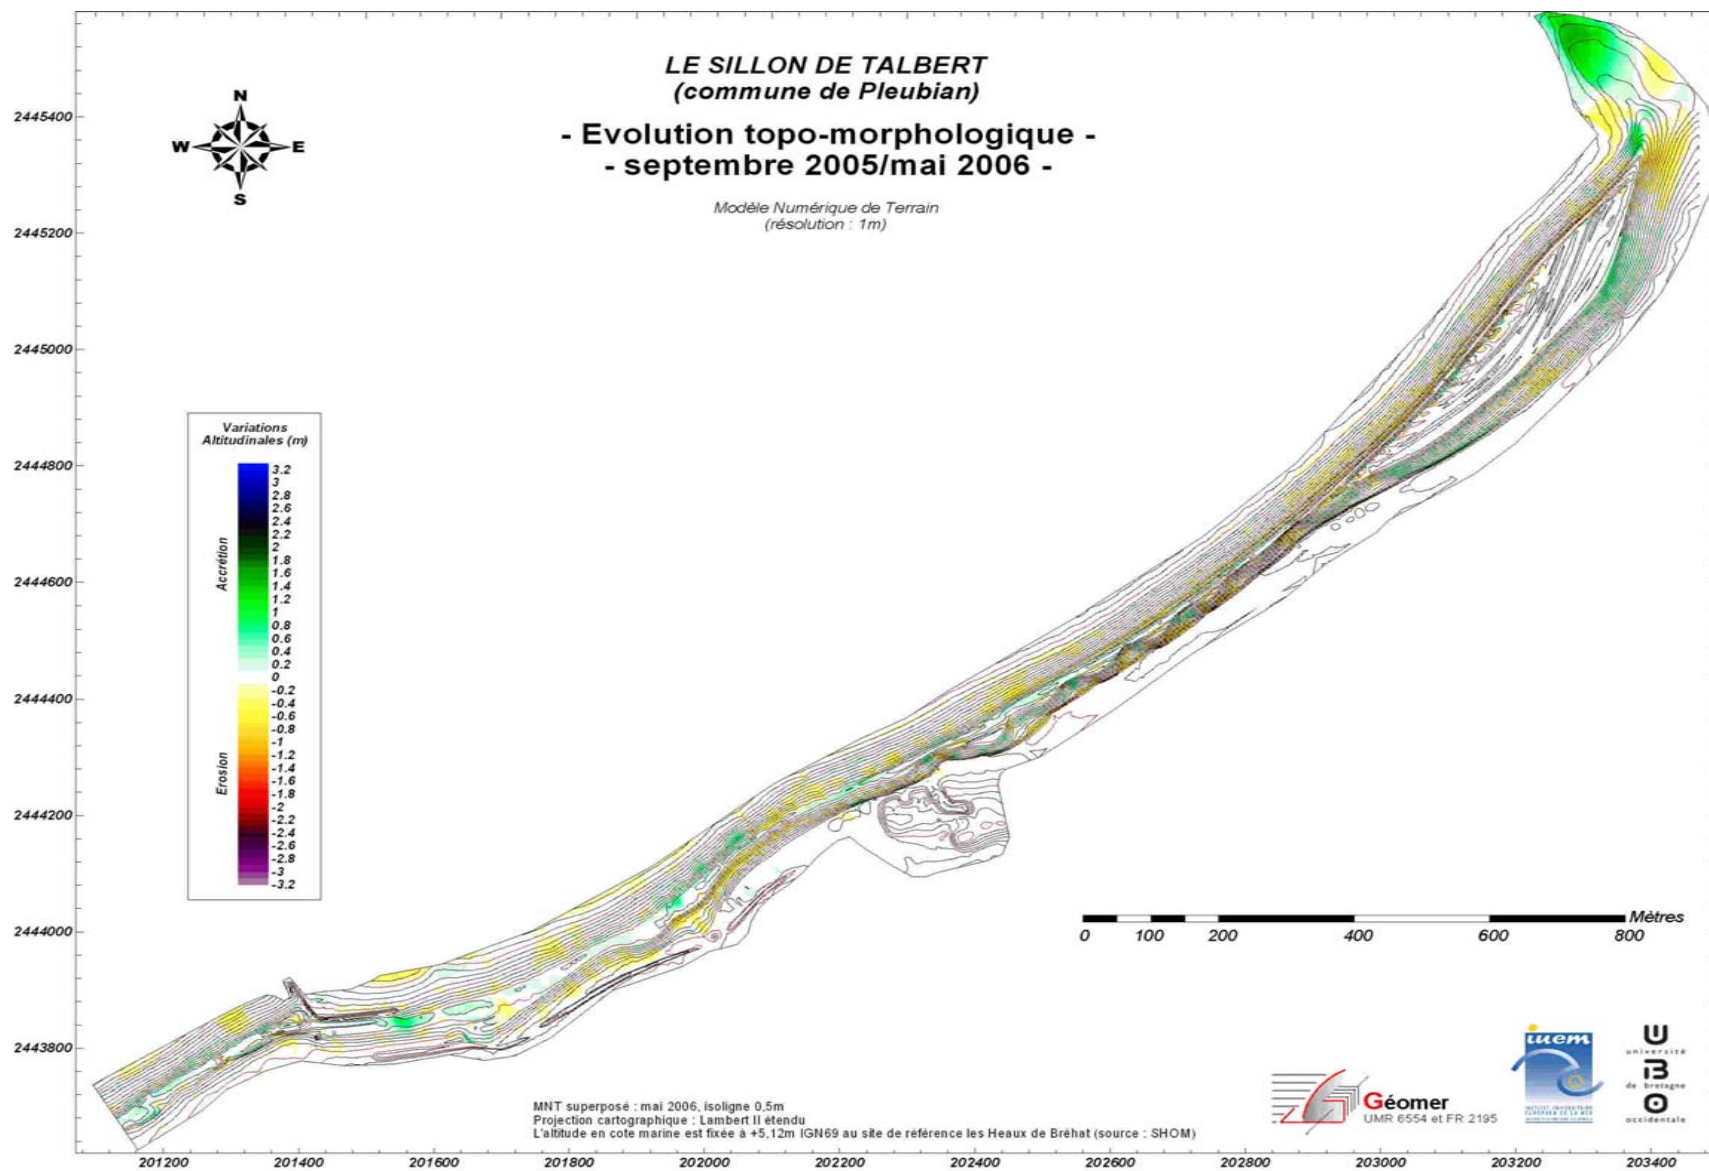 LE SILLON DE TALBERT
(commune de Pleubian)
- Evolution topo-morphologique -
- septembre 2005/mai 2006 -
Modèle Numérique de Terrain
(résolution : 1m)
N
W E
S
2445400
2445200
2445000
2444800
2444600
2444400
2444200
2444000
2443800
Variations
Altitudinales (m)
Accrétion
Erosion
3.2
3
2.8
2.6
2.4
2.2
2
1.8
1.6
1.4
1.2
1
0.8
0.6
0.4
0.2
0
-0.2
-0.4
-0.6
-0.8
-1
-1.2
-1.4
-1.6
-1.8
-2
-2.2
-2.4
-2.6
-2.8
-3
-3.2
Mètres
0 100 200 400 600 800
MNT superposé : mai 2006, isoligne 0,5m
Projection cartographique : Lambert II étendu
L'altitude en cote marine est fixée à +5,12m IGN69 au site de référence les Heaux de Bréhat (source : SHOM)
Géomer
UMR 6554 et FR 2195
iuem
INSTITUT UNIVERSITAIRE
EUROPEEN DE LA MER
U
université
B
de bretagne
O
occidentale
201200 201400 201600 201800 202000 202200 202400 202600 202800 203000 203200 203400